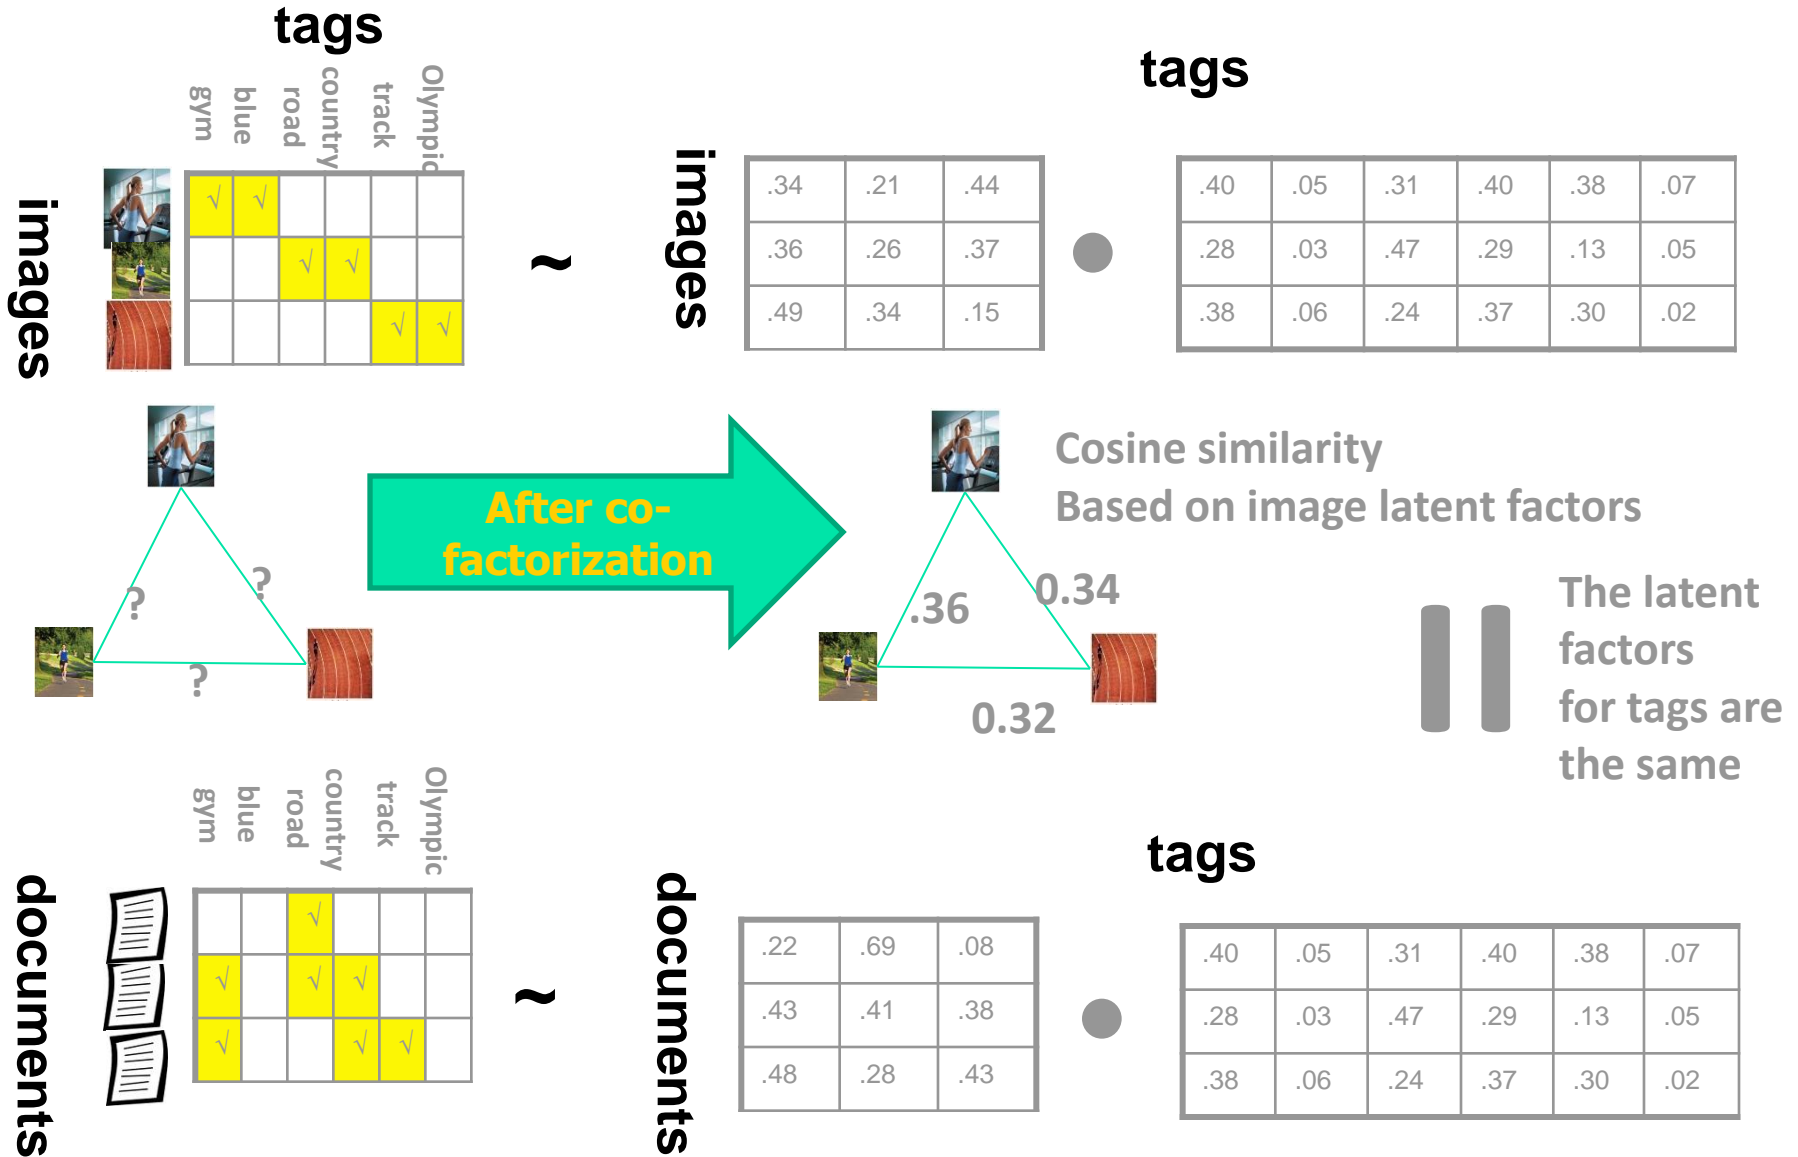 tags
tags
gym blue road country track Olympic
images
√ √
√ √
√ √
~
images
.34 .21 .44
.36 .26 .37
.49 .34 .15
.40 .05 .31 .40 .38 .07
.28 .03 .47 .29 .13 .05
.38 .06 .24 .37 .30 .02
?
?
?
After co-
factorization
.36
0.34
0.32
Cosine similarity
Based on image latent factors
The latent
factors
for tags are
the same
gym blue road country track Olympic
tags
documents
√
√ √ √
√ √ √
~
documents
.22 .69 .08
.43 .41 .38
.48 .28 .43
.40 .05 .31 .40 .38 .07
.28 .03 .47 .29 .13 .05
.38 .06 .24 .37 .30 .02